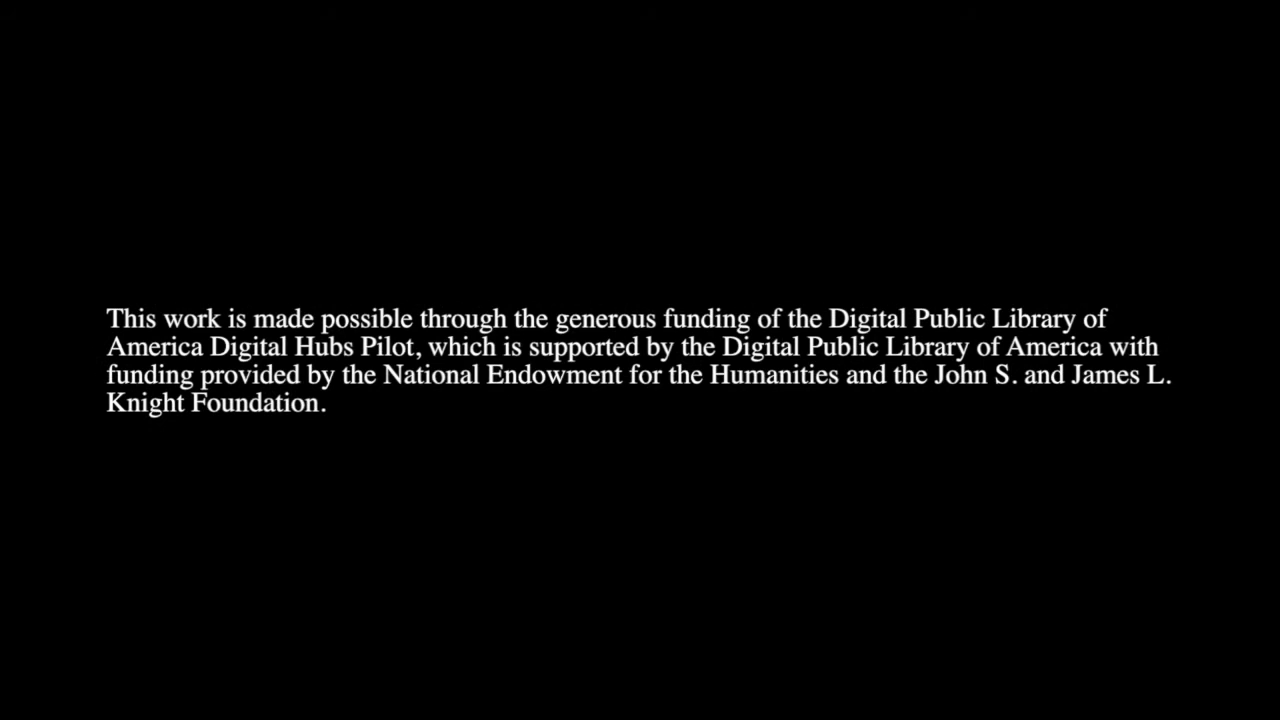 This work is made possible through the generous funding of the Digital Public Library of
America Digital Hubs Pilot, which is supported by the Digital Public Library of America with
funding provided by the National Endowment for the Humanities and the John S. and James L.
Knight Foundation.